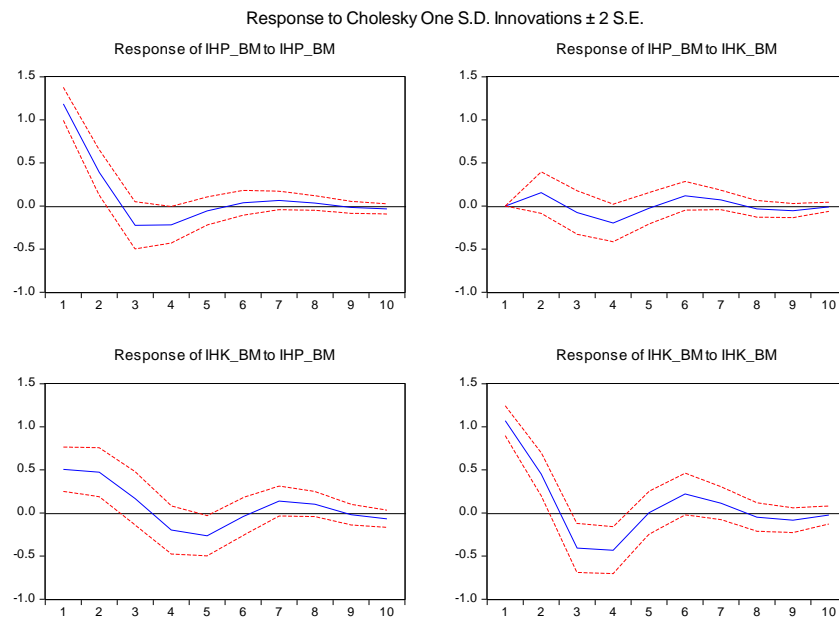 Response to Cholesky One S.D. Innovations ± 2 S.E.
Response of IHP_BM to IHP_BM
1.5
1.0
0.5
0.0
-0.5
-1.0
1 2 3 4 5 6 7 8 9 10
Response of IHP_BM to IHK_BM
1.5
1.0
0.5
0.0
-0.5
-1.0
1 2 3 4 5 6 7 8 9 10
Response of IHK_BM to IHP_BM
1.5
1.0
0.5
0.0
-0.5
-1.0
1 2 3 4 5 6 7 8 9 10
Response of IHK_BM to IHK_BM
1.5
1.0
0.5
0.0
-0.5
-1.0
1 2 3 4 5 6 7 8 9 10